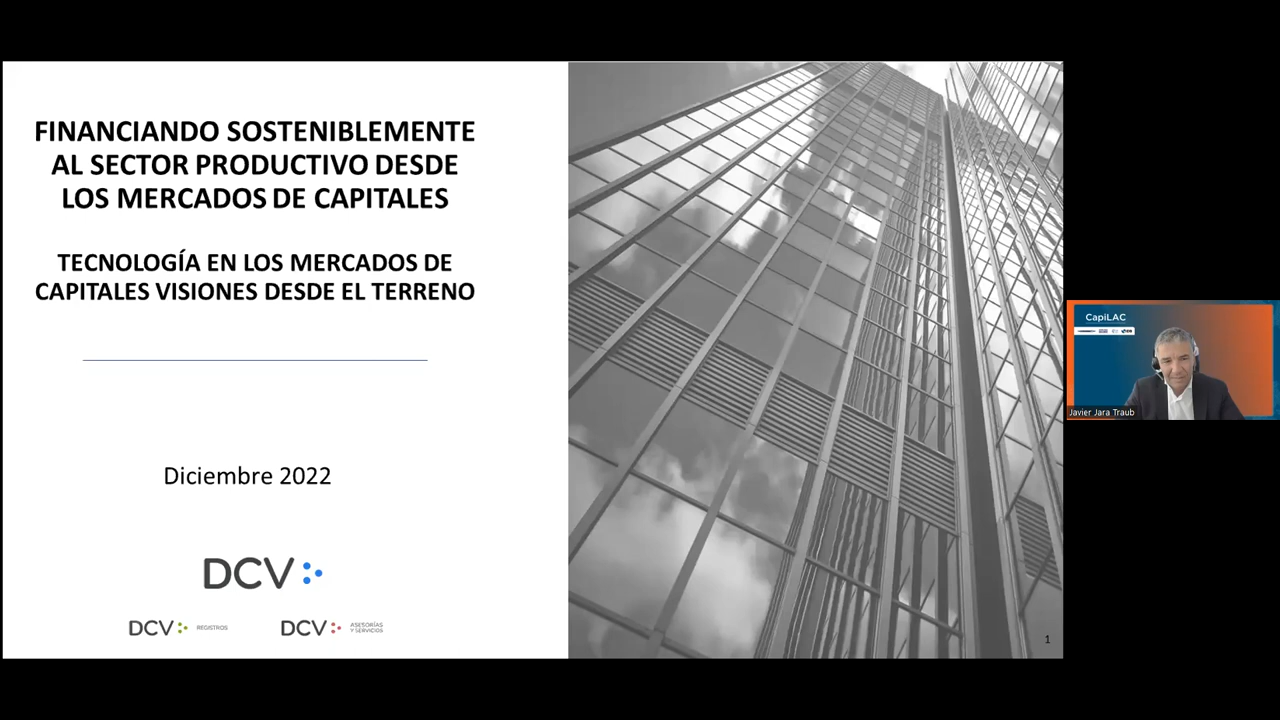 FINANCIANDO SOSTENIBLEMENTE
AL SECTOR PRODUCTIVO DESDE
LOS MERCADOS DE CAPITALES
TECNOLOGÍA EN LOS MERCADOS DE
CAPITALES VISIONES DESDE EL TERRENO
Diciembre 2022
DCV
DCV REGISTROS
DCV ASESORÍAS
Y SERVICIOS
1
CapiLAC
Javier Jara Traub